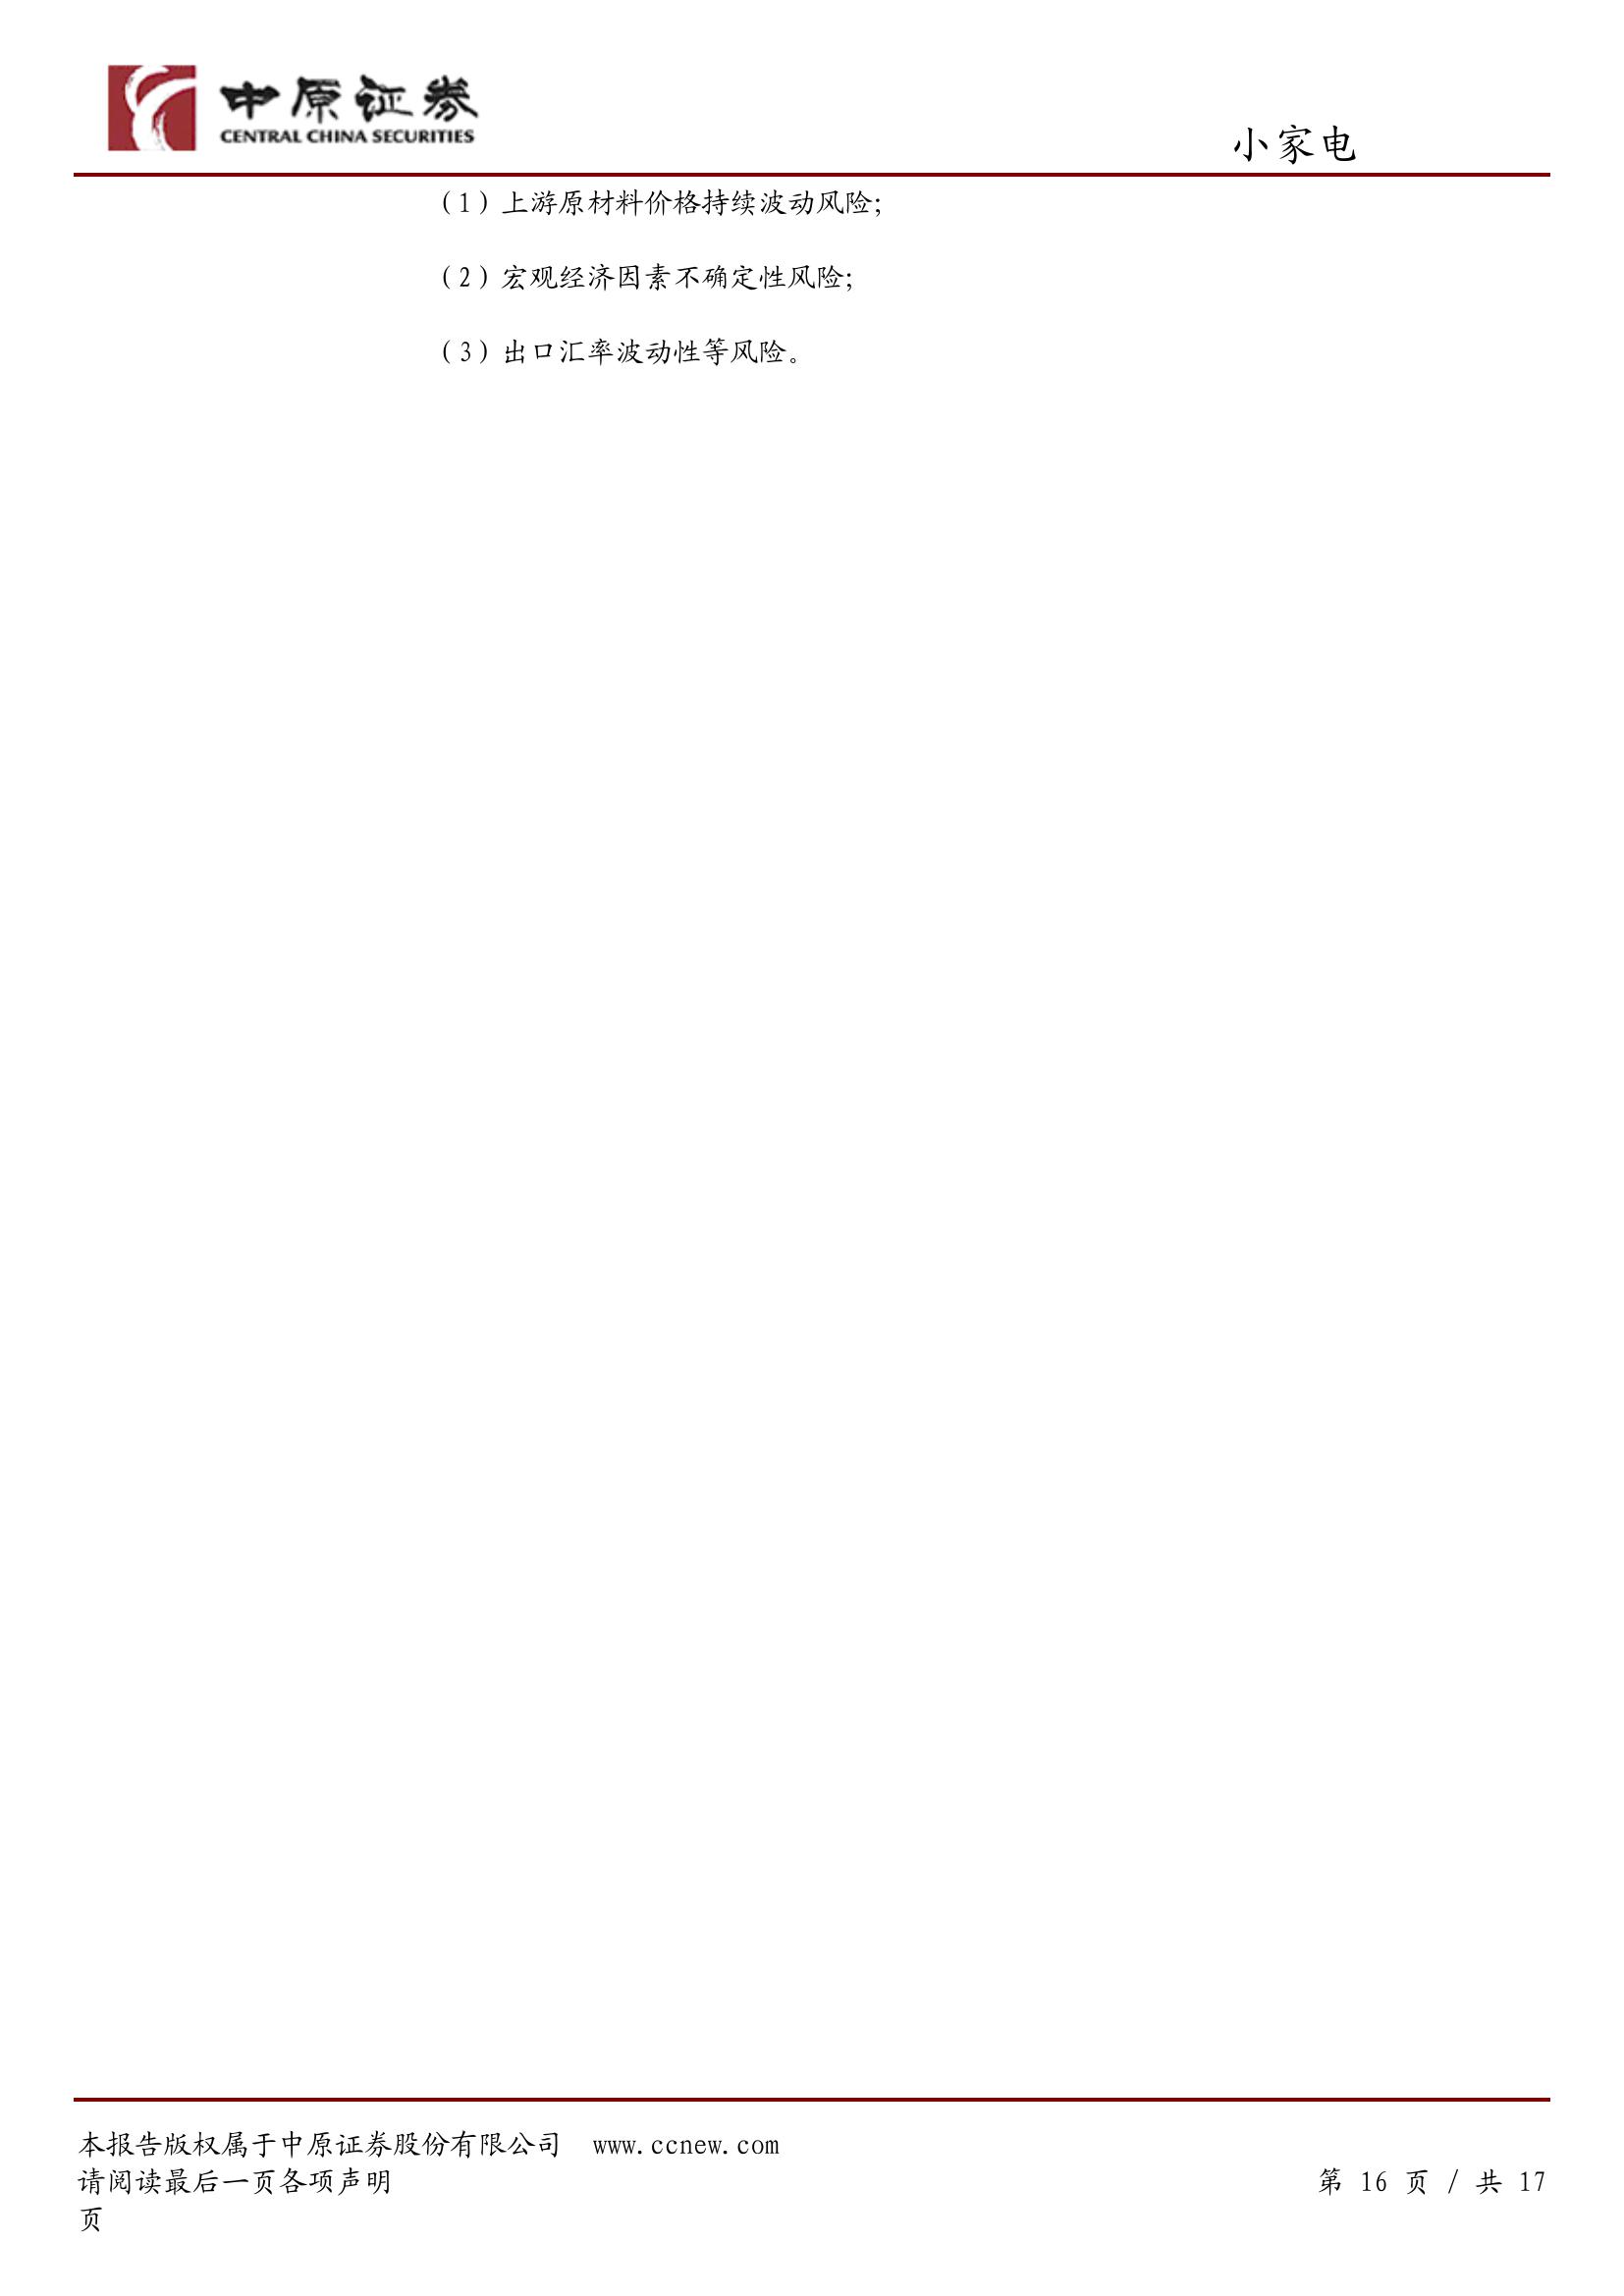 中原证券
CENTRAL CHINA SECURITIES
小家电
（1）上游原材料价格持续波动风险；
（2）宏观经济因素不确定性风险；
（3）出口汇率波动性等风险。
本报告版权属于中原证券股份有限公司 www.ccnew.com
请阅读最后一页各项声明 第 16 页 / 共 17
页